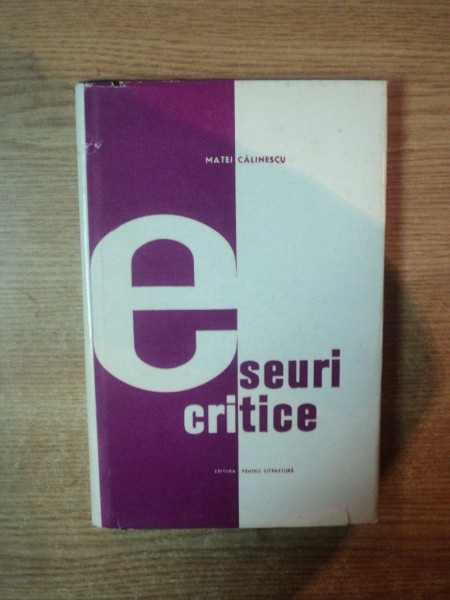 MATEI CĂLINESCU
eseuri
critice
EDITURA PENTRU LITERATURĂ